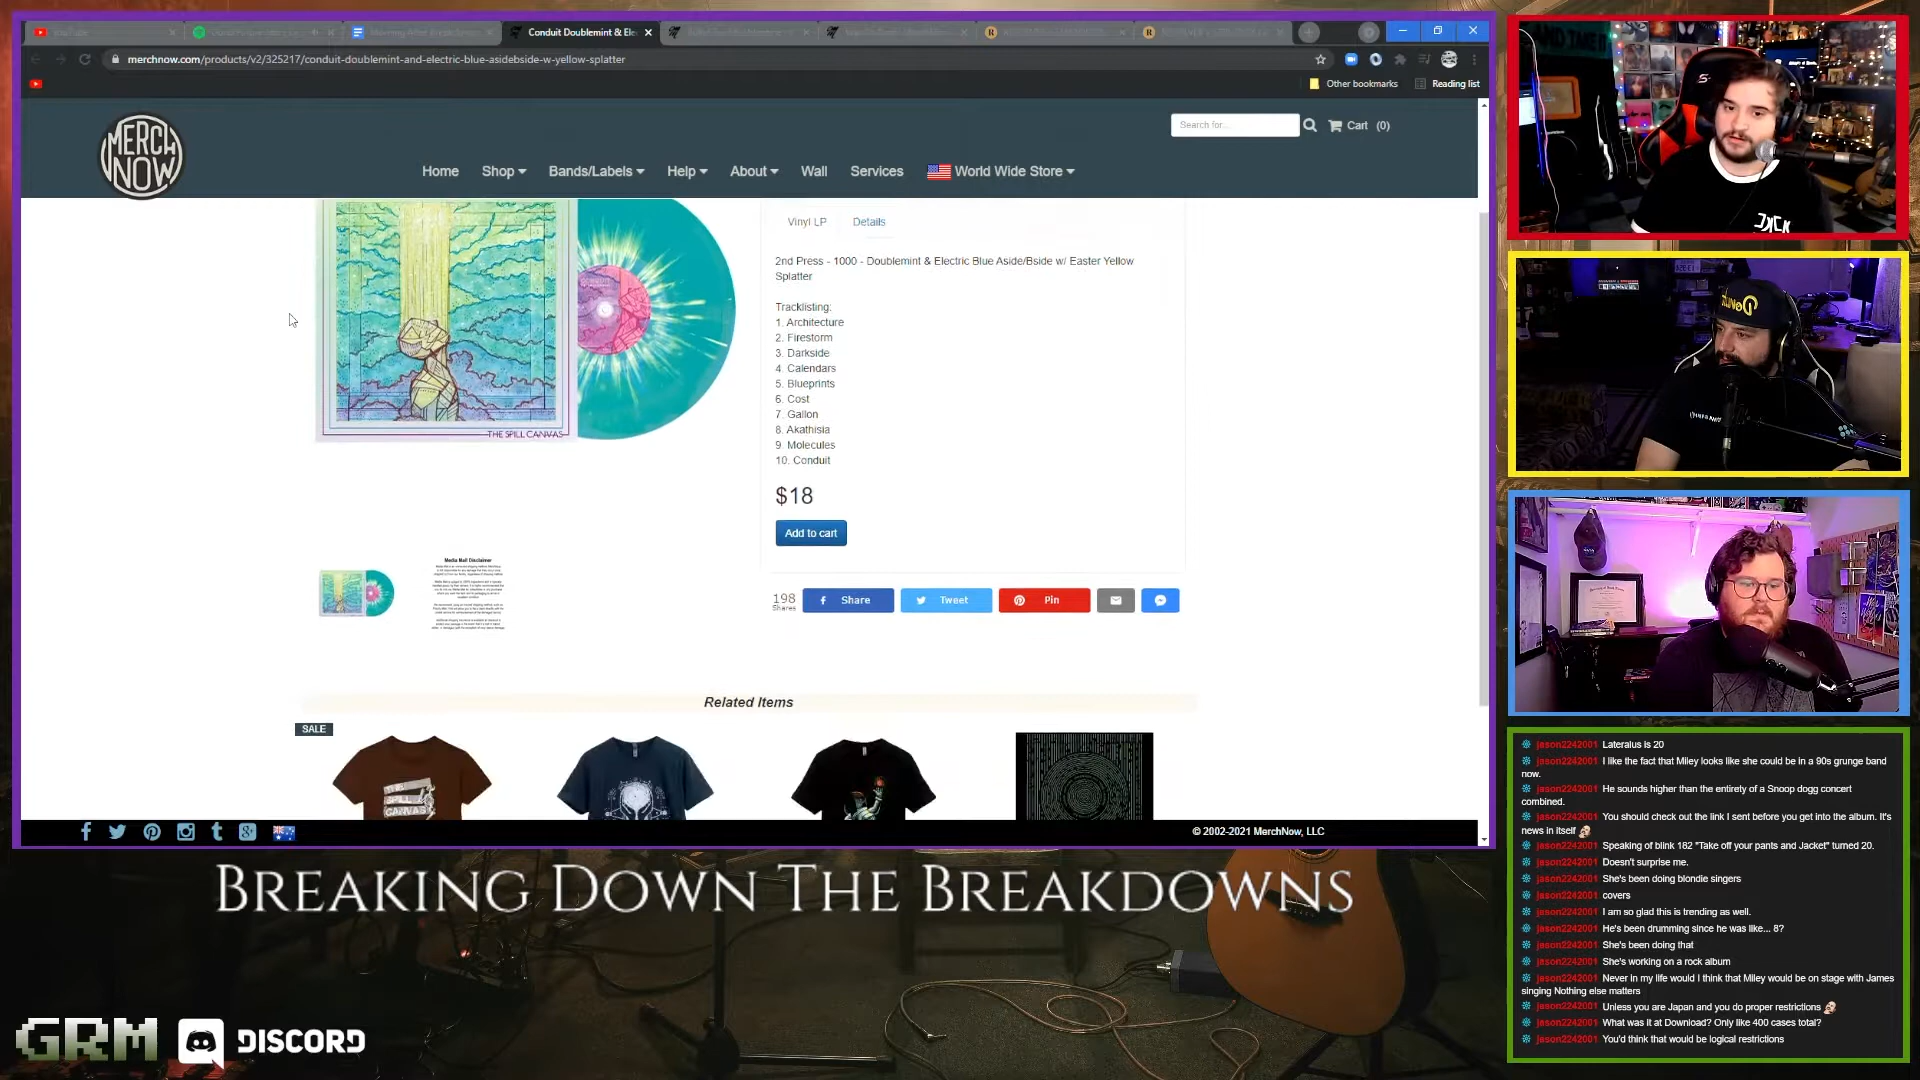 YouTube
Conduit Doublemint & Ele
merchnow.com/products/v2/325217/conduit-doublemint-and-electric-blue-asidebside-w-yellow-splatter
Other bookmarks
Reading list
MERCH
NOW
Search for...
Cart (0)
Home
Shop
Bands/Labels
Help
About
Wall
Services
World Wide Store
Vinyl LP
Details
2nd Press - 1000 - Doublemint & Electric Blue Aside/Bside w/ Easter Yellow
Splatter
Tracklisting:
1. Architecture
2. Firestorm
3. Darkside
4. Calendars
5. Blueprints
6. Cost
7. Gallon
8. Akathisia
9. Molecules
10. Conduit
THE SPILL CANVAS
$18
Add to cart
Media Mail Disclaimer
198
Shares
Share
Tweet
Pin
Related Items
SALE
© 2002-2021 MerchNow, LLC
BREAKING DOWN THE BREAKDOWNS
GRM
DISCORD
jason2242001 Lateralus is 20
jason2242001 I like the fact that Miley looks like she could be in a 90s grunge band
now.
jason2242001 He sounds higher than the entirety of a Snoop dogg concert
combined.
jason2242001 You should check out the link I sent before you get into the album. It's
news in itself
jason2242001 Speaking of blink 182 "Take off your pants and Jacket" turned 20.
jason2242001 Doesn't surprise me.
jason2242001 She's been doing blondie singers
jason2242001 covers
jason2242001 I am so glad this is trending as well.
jason2242001 He's been drumming since he was like... 8?
jason2242001 She's been doing that
jason2242001 She's working on a rock album
jason2242001 Never in my life would I think that Miley would be on stage with James
singing Nothing else matters
jason2242001 Unless you are Japan and you do proper restrictions
jason2242001 What was it at Download? Only like 400 cases total?
jason2242001 You'd think that would be logical restrictions